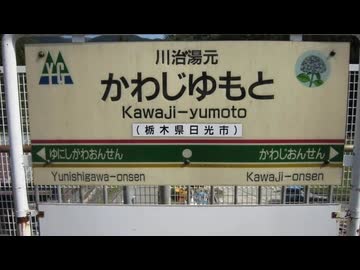 川治湯元
YG
かわじゆもと
Kawaji-yumoto
(栃木県日光市)
ゆにしがわおんせん
かわじおんせん
Yunishigawa-onsen
KawaJi-onsen